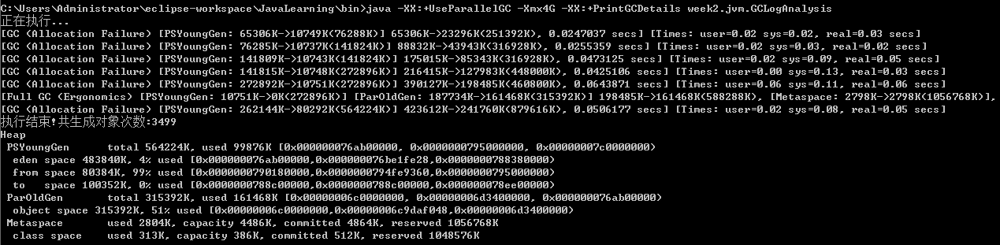 C:\Users\Administrator\eclipse-workspace\JavaLearning\bin>java -XX:+UseParallelGC -Xmx4G -XX:+PrintGCDetails week2.jvm.GCLogAnalysis
正在执行...
[GC (Allocation Failure) [PSYoungGen: 65306K->10749K(76288K)] 65306K->23296K(251392K), 0.0247037 secs] [Times: user=0.02 sys=0.02, real=0.03 secs]
[GC (Allocation Failure) [PSYoungGen: 76285K->10737K(141824K)] 88832K->43943K(316928K), 0.0255359 secs] [Times: user=0.02 sys=0.03, real=0.02 secs]
[GC (Allocation Failure) [PSYoungGen: 141809K->10743K(141824K)] 175015K->85343K(316928K), 0.0473125 secs] [Times: user=0.02 sys=0.09, real=0.05 secs]
[GC (Allocation Failure) [PSYoungGen: 141815K->10748K(272896K)] 216415K->127983K(448000K), 0.0425106 secs] [Times: user=0.00 sys=0.13, real=0.03 secs]
[GC (Allocation Failure) [PSYoungGen: 272892K->10751K(272896K)] 390127K->198485K(460800K), 0.0643871 secs] [Times: user=0.06 sys=0.11, real=0.06 secs]
[Full GC (Ergonomics) [PSYoungGen: 10751K->0K(272896K)] [ParOldGen: 187734K->161468K(315392K)] 198485K->161468K(588288K), [Metaspace: 2798K->2798K(1056768K)],
[GC (Allocation Failure) [PSYoungGen: 262144K->80292K(564224K)] 423612K->241760K(879616K), 0.0506177 secs] [Times: user=0.02 sys=0.08, real=0.05 secs]
执行结束!共生成对象次数:3499
Heap
PSYoungGen total 564224K, used 99876K [0x000000076ab00000, 0x0000000795000000, 0x00000007c0000000)
eden space 483840K, 4% used [0x000000076ab00000,0x000000076be1fe28,0x0000000788380000)
from space 80384K, 99% used [0x0000000790180000,0x0000000794fe9360,0x0000000795000000)
to space 100352K, 0% used [0x0000000788c00000,0x0000000788c00000,0x000000078ee00000)
ParOldGen total 315392K, used 161468K [0x00000006c0000000, 0x00000006d3400000, 0x000000076ab00000)
object space 315392K, 51% used [0x00000006c0000000,0x00000006c9daf048,0x00000006d3400000)
Metaspace used 2804K, capacity 4486K, committed 4864K, reserved 1056768K
class space used 313K, capacity 386K, committed 512K, reserved 1048576K